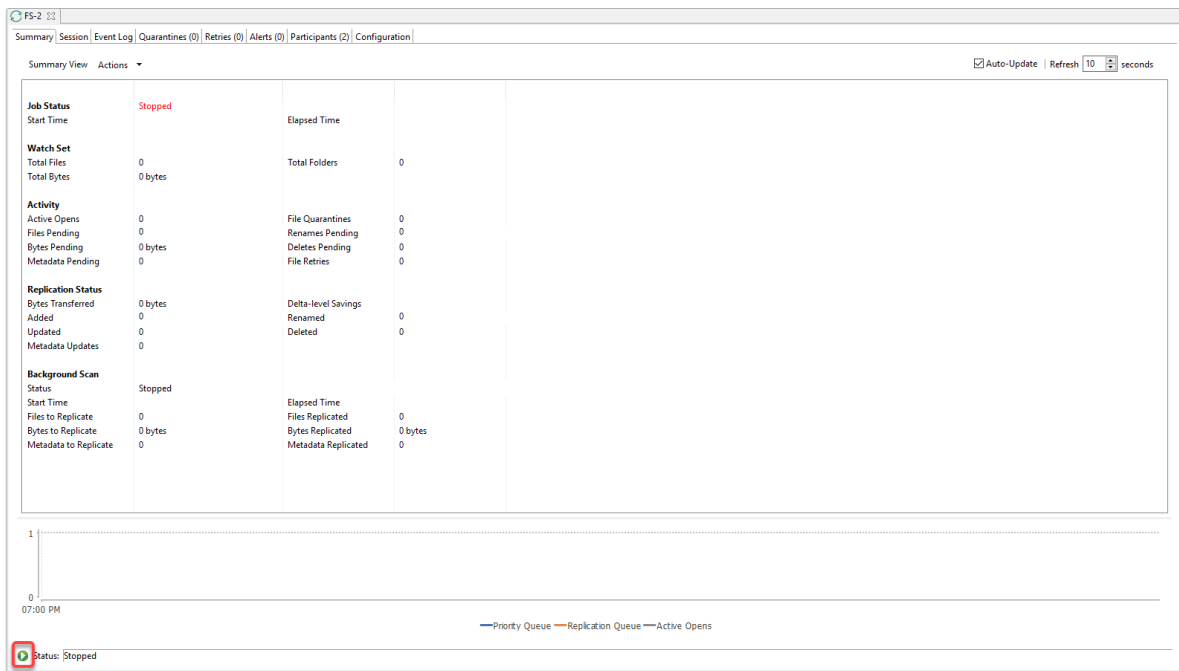 FS-2
Summary Session Event Log Quarantines (0) Retries (0) Alerts (0) Participants (2) Configuration
Summary View Actions Auto-Update Refresh 10 seconds
Job Status Stopped
Start Time Elapsed Time
Watch Set
Total Files 0 Total Folders 0
Total Bytes 0 bytes
Activity
Active Opens 0 File Quarantines 0
Files Pending 0 Renames Pending 0
Bytes Pending 0 bytes Deletes Pending 0
Metadata Pending 0 File Retries 0
Replication Status
Bytes Transferred 0 bytes Delta-level Savings
Added 0 Renamed 0
Updated 0 Deleted 0
Metadata Updates 0
Background Scan
Status Stopped
Start Time Elapsed Time
Files to Replicate 0 Files Replicated 0
Bytes to Replicate 0 bytes Bytes Replicated 0 bytes
Metadata to Replicate 0 Metadata Replicated 0
1
0
07:00 PM
Priority Queue Replication Queue Active Opens
Status: Stopped